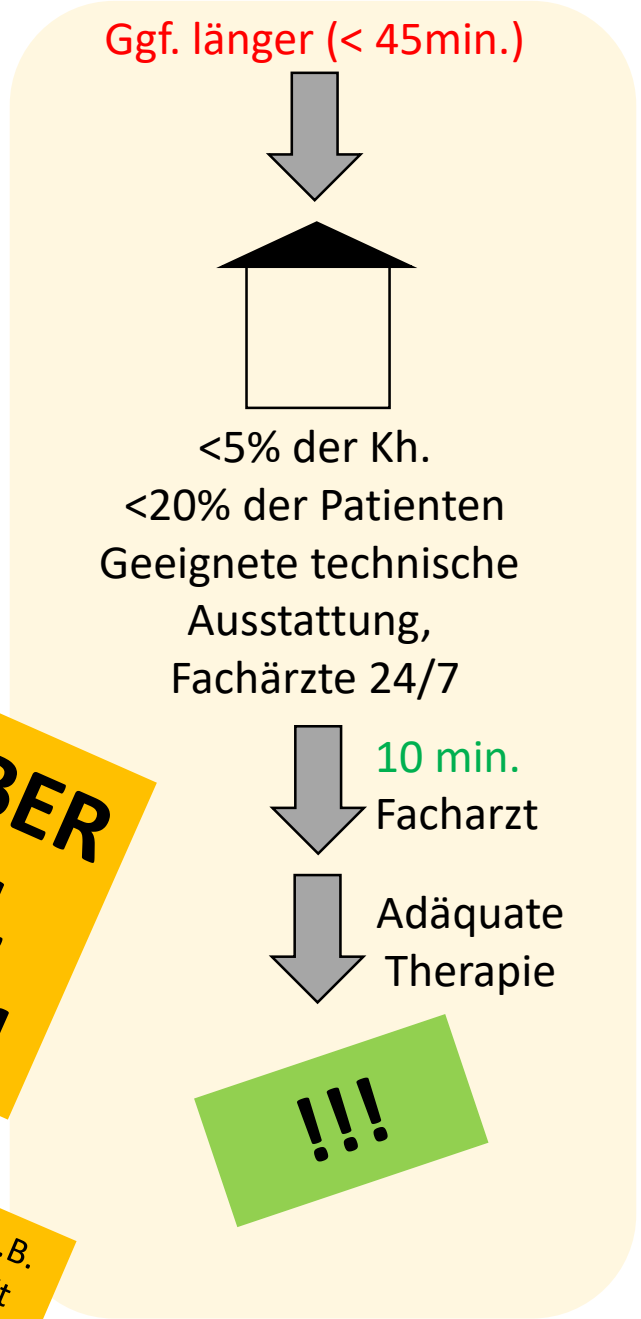 Ggf. länger (< 45min.)
<5% der Kh.
<20% der Patienten
Geeignete technische
Ausstattung,
Fachärzte 24/7
10 min.
Facharzt
Adäquate
Therapie
!!!